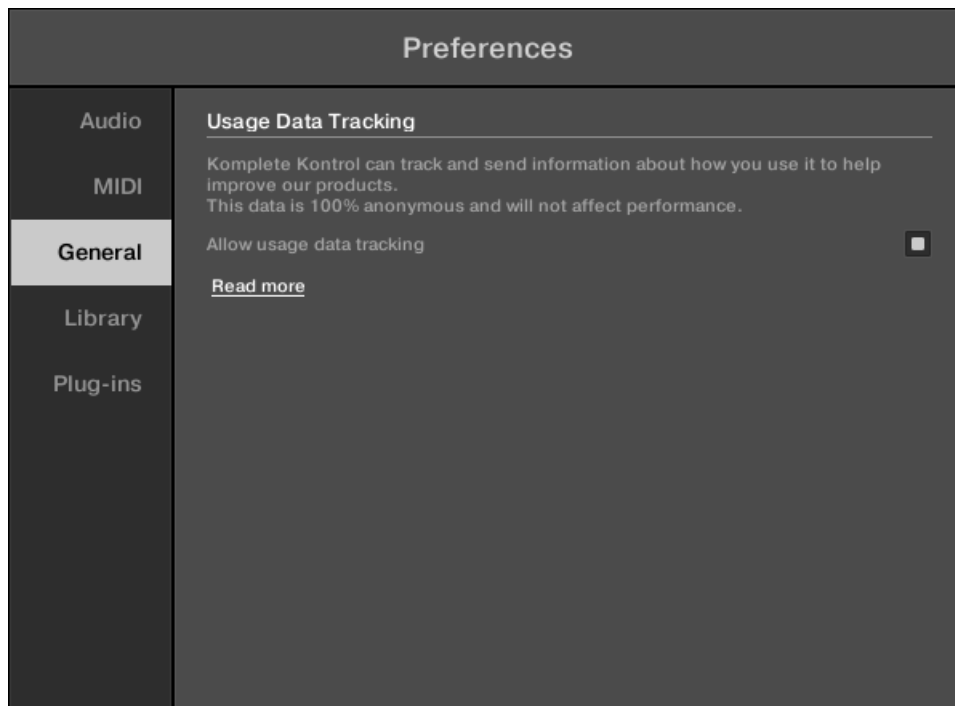 Preferences
Audio
MIDI
General
Library
Plug-ins
Usage Data Tracking
Komplete Kontrol can track and send information about how you use it to help
improve our products.
This data is 100% anonymous and will not affect performance.
Allow usage data tracking
Read more